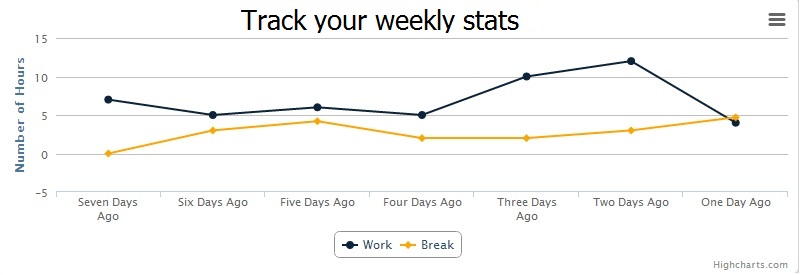 Track your weekly stats
Number of Hours
15
10
5
0
−5
Seven Days
Ago
Six Days Ago
Five Days Ago
Four Days Ago
Three Days
Ago
Two Days Ago
One Day Ago
Work
Break
Highcharts.com